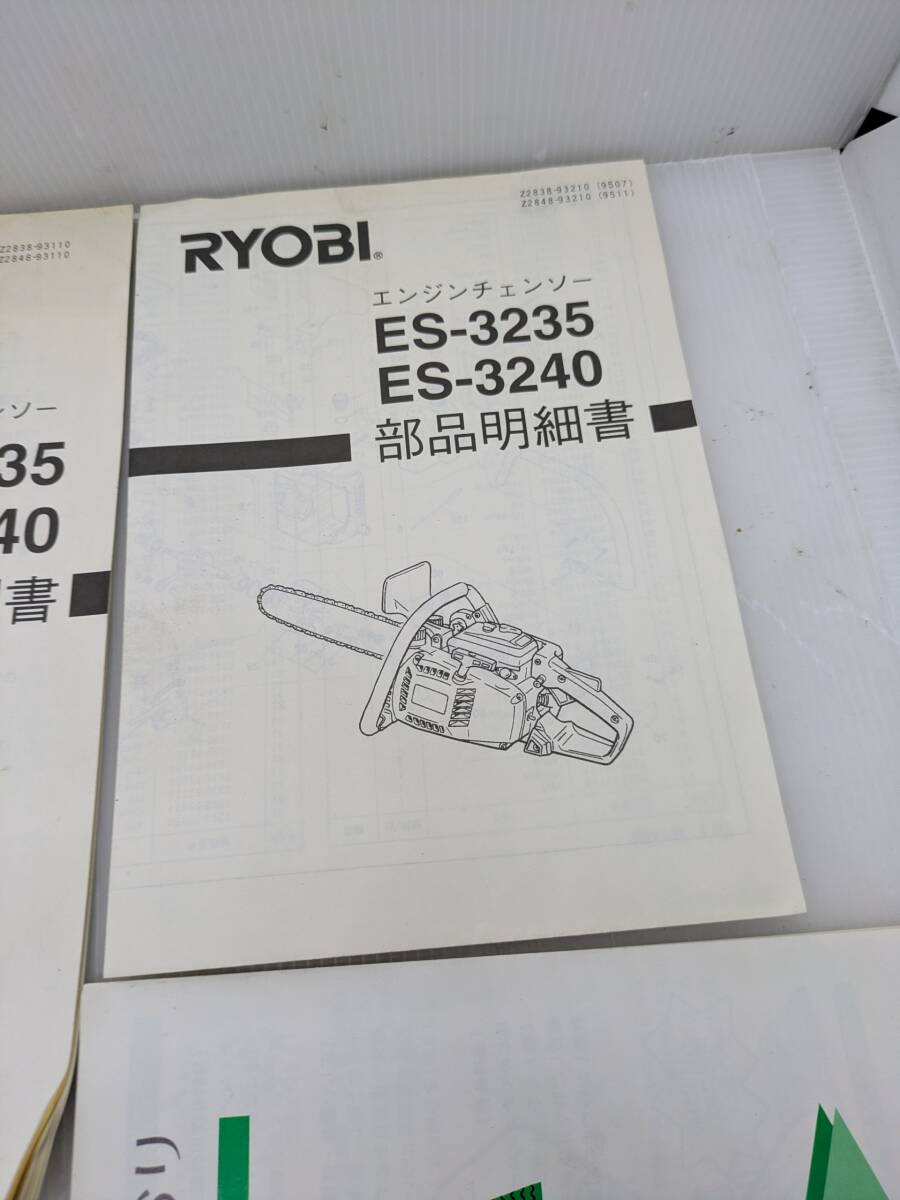 Z2838-93210 (9507)
Z2848-93210 (9511)
RYOBI®
エンジンチェンソー
ES-3235
ES-3240
部品明細書
Z2838-93110
Z2848-93110
ンソー
35
40
書